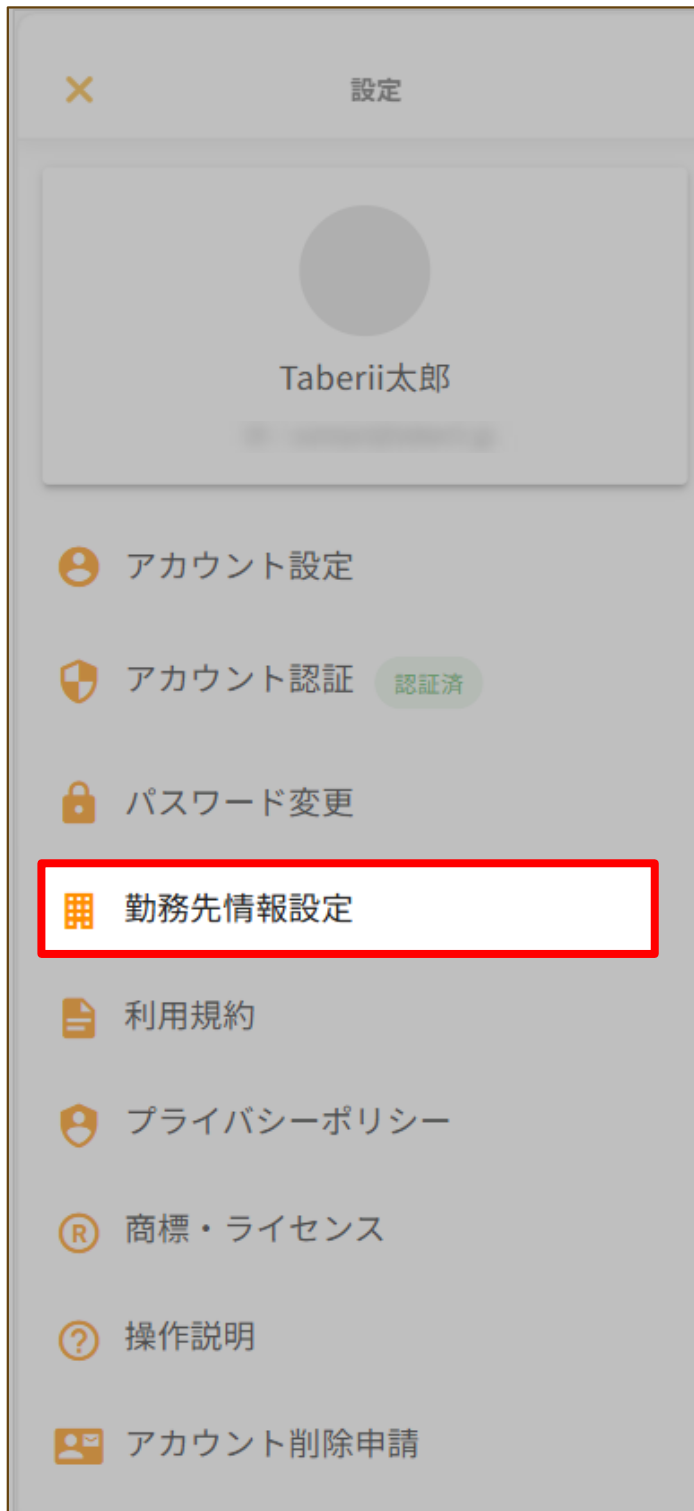 設定
Taberii太郎
アカウント設定
アカウント認証 認証済
パスワード変更
勤務先情報設定
利用規約
プライバシーポリシー
商標・ライセンス
操作説明
アカウント削除申請